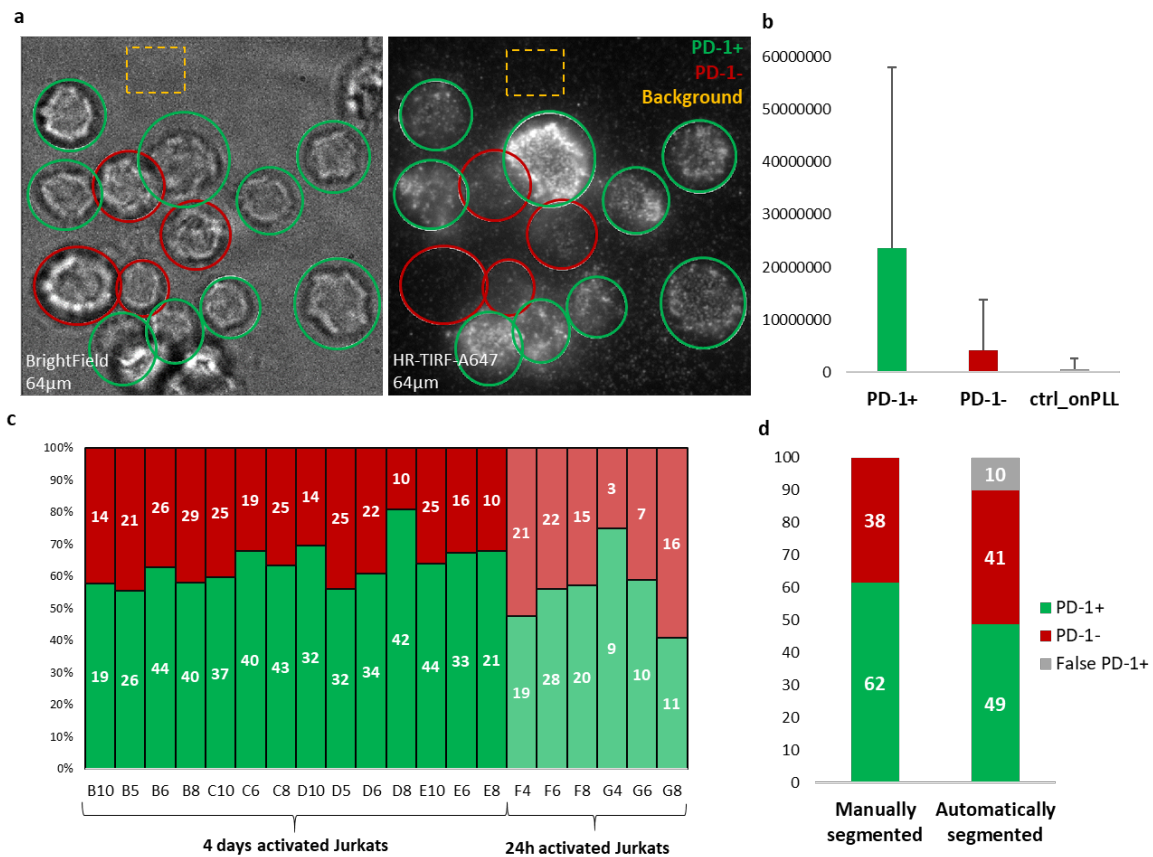 a
PD-1+
PD-1-
Background
BrightField
64µm
HR-TIRF-A647
64µm
b
60000000
50000000
40000000
30000000
20000000
10000000
0
PD-1+ PD-1- ctrl_onPLL
c
100%
90%
80%
70%
60%
50%
40%
30%
20%
10%
0%
14 21 26 29 25 19 25 14 25 22 10 25 16 10 21 22 15 3 7 16
19 26 44 40 37 40 43 32 32 34 42 44 33 21 19 28 20 9 10 11
B10 B5 B6 B8 C10 C6 C8 D10 D5 D6 D8 E10 E6 E8 F4 F6 F8 G4 G6 G8
4 days activated Jurkats 24h activated Jurkats
d
100
90
80
70
60
50
40
30
20
10
0
38
62
10
41
49
Manually
segmented
Automatically
segmented
PD-1+
PD-1-
False PD-1+